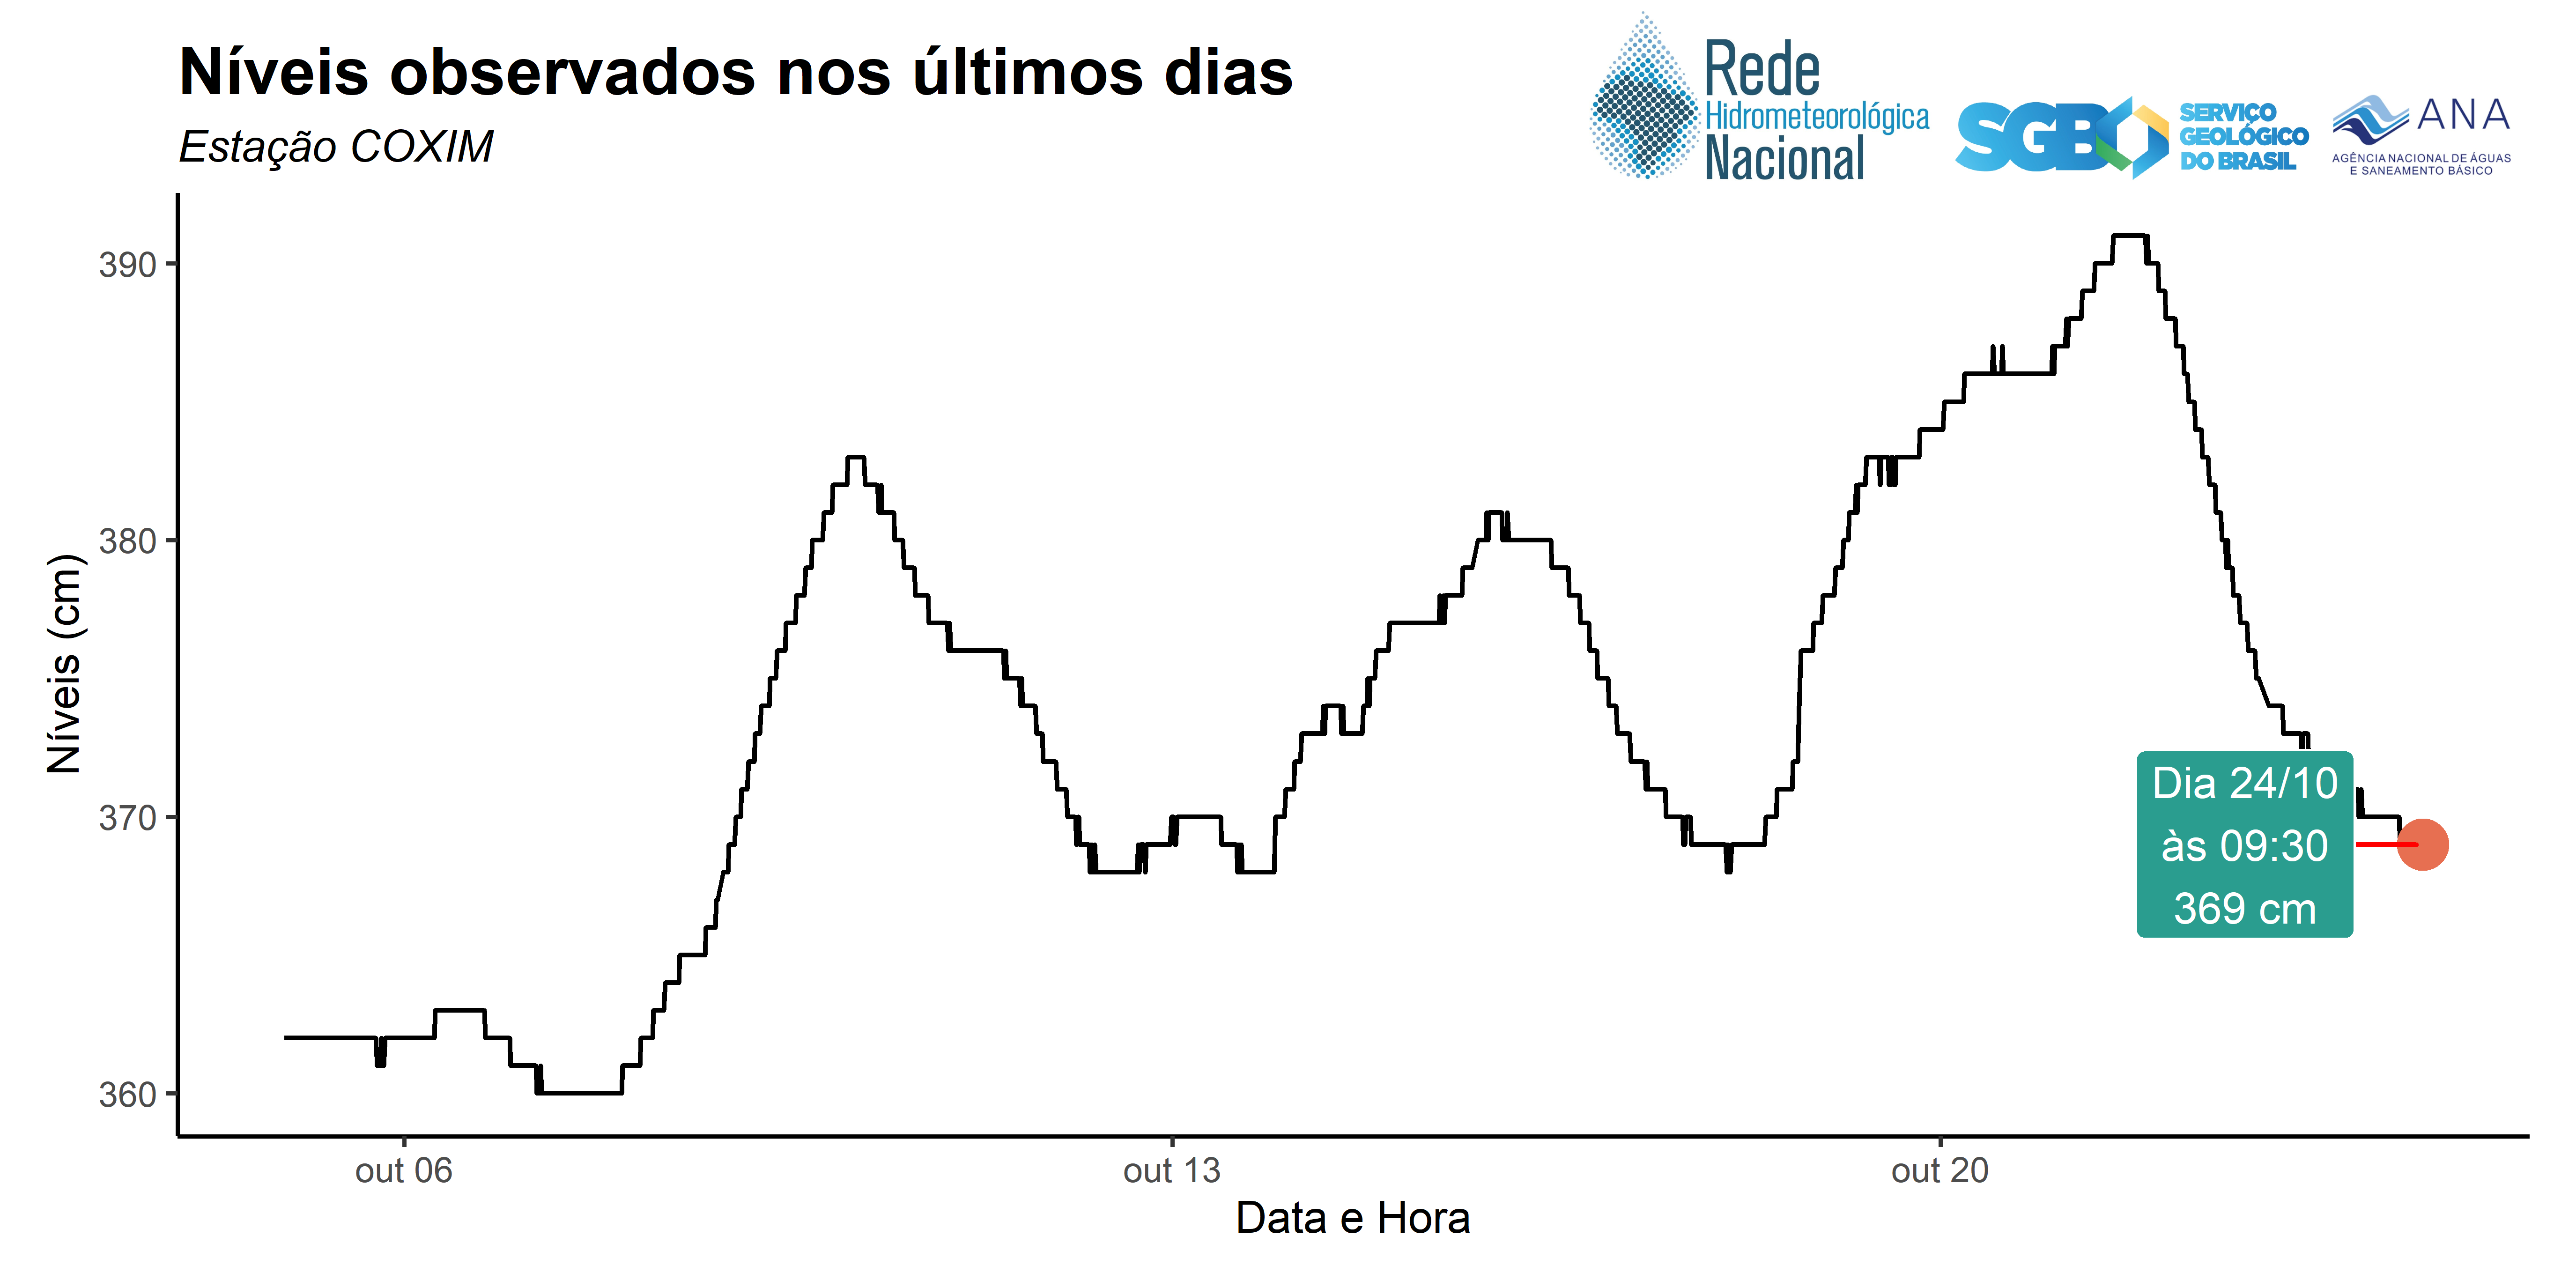 Níveis observados nos últimos dias
Estação COXIM
Rede
Hidrometeorológica
Nacional
SGB
SERVIÇO
GEOLÓGICO
DO BRASIL
ANA
AGÊNCIA NACIONAL DE ÁGUAS
E SANEAMENTO BÁSICO
Níveis (cm)
390
380
370
360
Dia 24/10
às 09:30
369 cm
out 06
out 13
out 20
Data e Hora